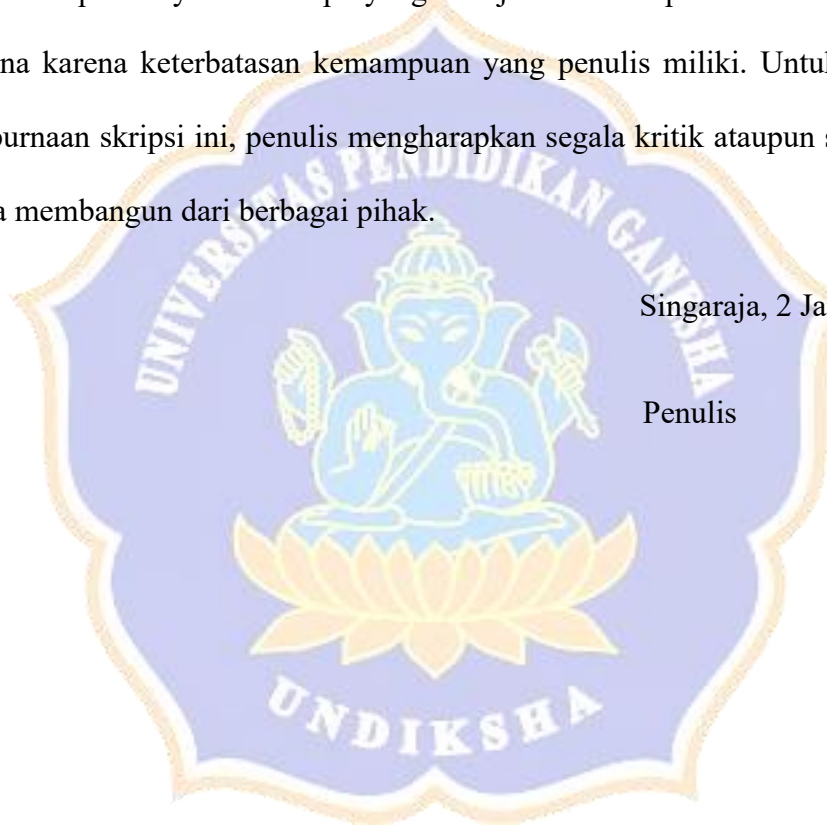 na karena keterbatasan kemampuan yang penulis miliki. Untuk
purnaan skripsi ini, penulis mengharapkan segala kritik ataupun s
a membangun dari berbagai pihak.
UNIVERSITAS PENDIDIKAN GANESHA
Singaraja, 2 Ja
Penulis
UNDIKSHA